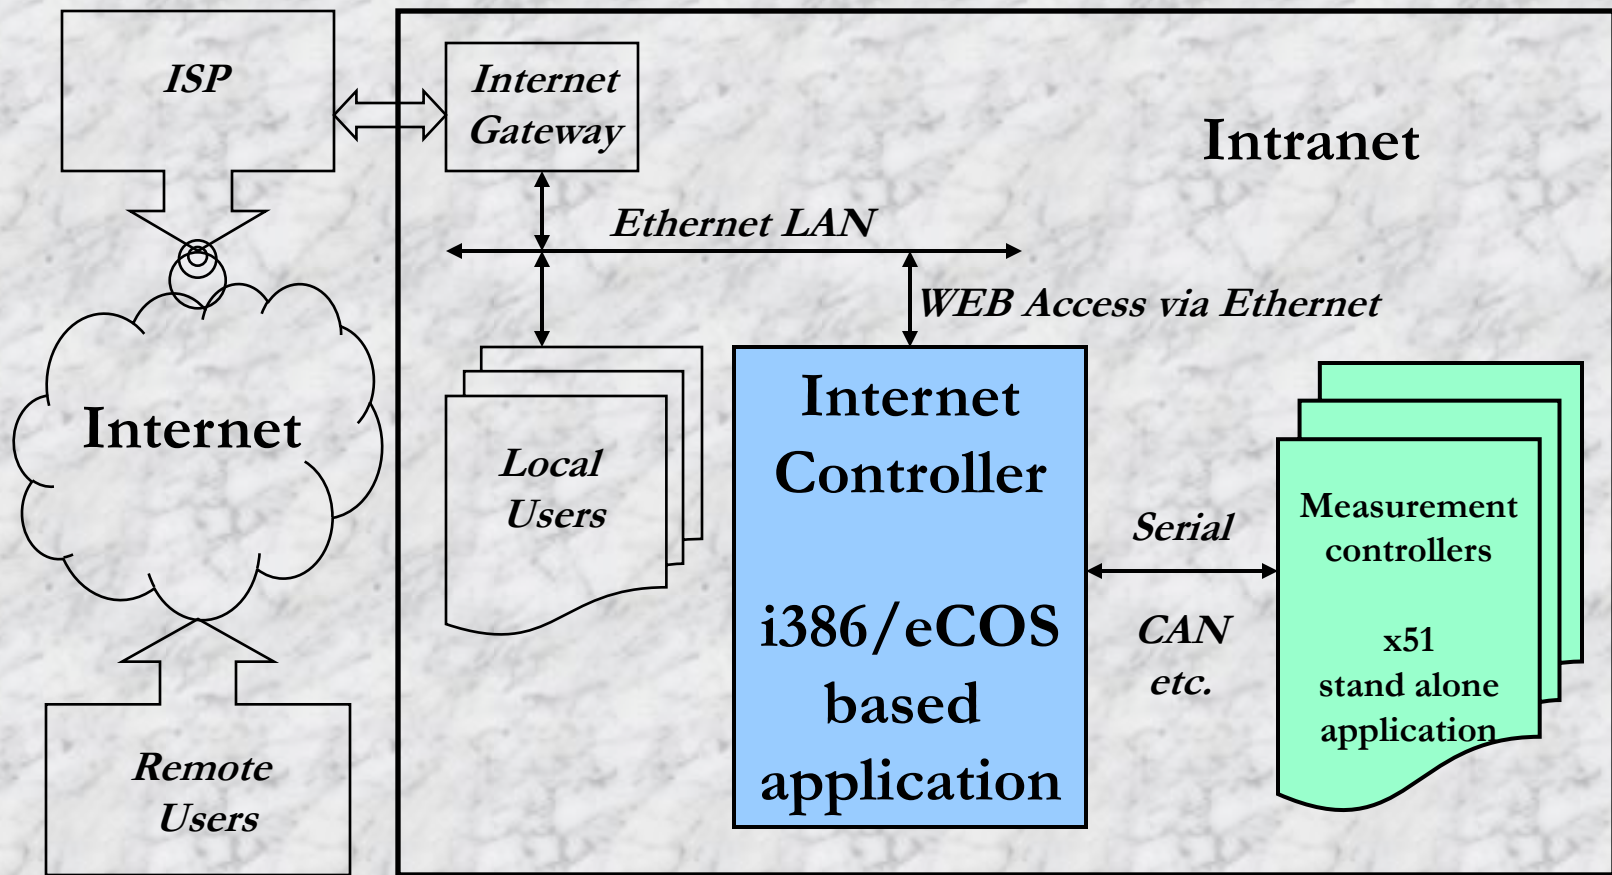 ISP
Internet
Gateway
Intranet
Ethernet LAN
WEB Access via Ethernet
Internet
Local
Users
Internet
Controller
i386/eCOS
based
application
Serial
CAN
etc.
Measurement
controllers
x51
stand alone
application
Remote
Users